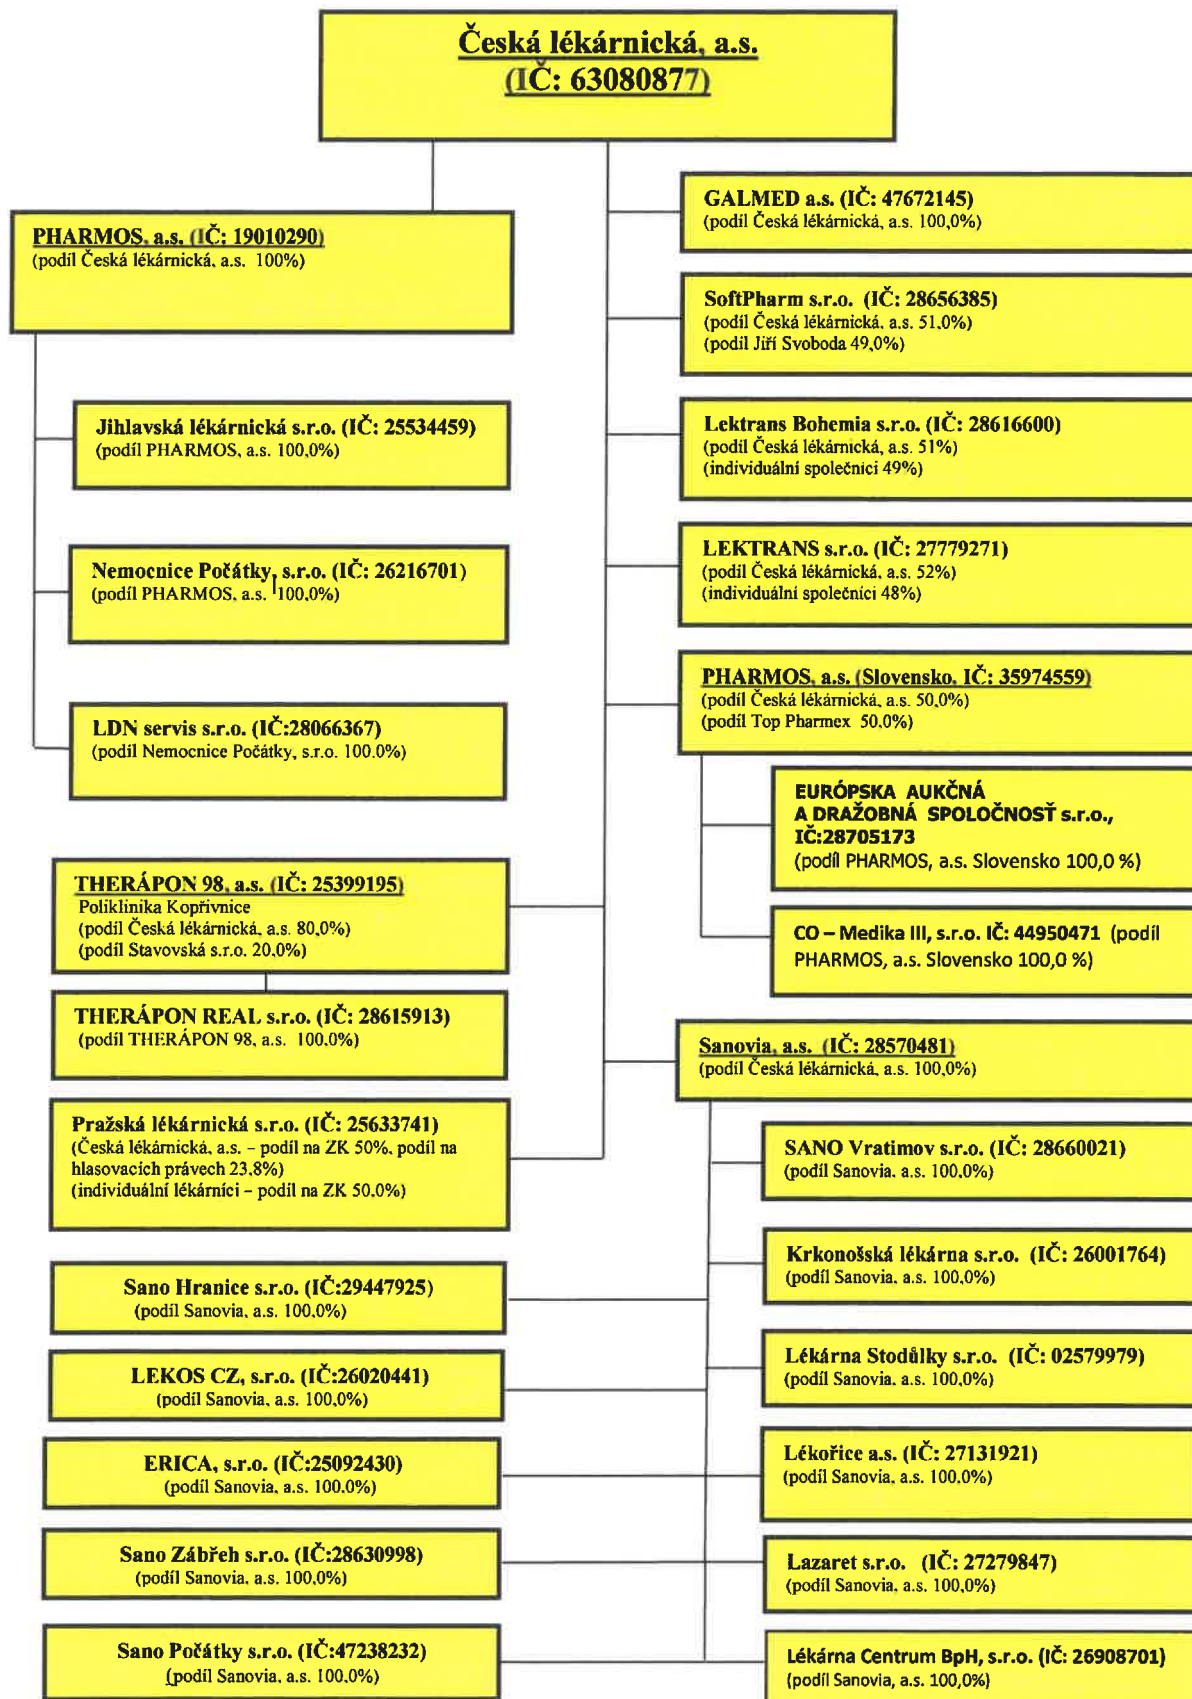 Česká lékárnická, a.s.
(IČ: 63080877)
PHARMOS, a.s. (IČ: 19010290)
(podíl Česká lékárnická, a.s. 100%)
Jihlavská lékárnická s.r.o. (IČ: 25534459)
(podíl PHARMOS, a.s. 100,0%)
Nemocnice Počátky, s.r.o. (IČ: 26216701)
(podíl PHARMOS, a.s. 100,0%)
LDN servis s.r.o. (IČ:28066367)
(podíl Nemocnice Počátky, s.r.o. 100.0%)
THERÁPON 98, a.s. (IČ: 25399195)
Poliklinika Kopřivnice
(podíl Česká lékárnická, a.s. 80,0%)
(podíl Stavovská s.r.o. 20,0%)
THERÁPON REAL s.r.o. (IČ: 28615913)
(podíl THERÁPON 98, a.s. 100,0%)
Pražská lékárnická s.r.o. (IČ: 25633741)
(Česká lékárnická, a.s. – podíl na ZK 50%, podíl na
hlasovacích právech 23,8%)
(individuální lékárníci – podíl na ZK 50,0%)
GALMED a.s. (IČ: 47672145)
(podíl Česká lékárnická, a.s. 100,0%)
SoftPharm s.r.o. (IČ: 28656385)
(podíl Česká lékárnická, a.s. 51,0%)
(podíl Jiří Svoboda 49,0%)
Lektrans Bohemia s.r.o. (IČ: 28616600)
(podíl Česká lékárnická, a.s. 51%)
(individuální společníci 49%)
LEKTRANS s.r.o. (IČ: 27779271)
(podíl Česká lékárnická, a.s. 52%)
(individuální společníci 48%)
PHARMOS, a.s. (Slovensko, IČ: 35974559)
(podíl Česká lékárnická, a.s. 50,0%)
(podíl Top Pharmex 50,0%)
EURÓPSKA AUKČNÁ
A DRAŽOBNÁ SPOLOČNOSŤ s.r.o.,
IČ:28705173
(podíl PHARMOS, a.s. Slovensko 100,0 %)
CO – Medika III, s.r.o. IČ: 44950471 (podíl
PHARMOS, a.s. Slovensko 100,0 %)
Sanovia, a.s. (IČ: 28570481)
(podíl Česká lékárnická, a.s. 100,0%)
SANO Vratimov s.r.o. (IČ: 28660021)
(podíl Sanovia, a.s. 100,0%)
Krkonošská lékárna s.r.o. (IČ: 26001764)
(podíl Sanovia, a.s. 100,0%)
Lékárna Stodůlky s.r.o. (IČ: 02579979)
(podíl Sanovia, a.s. 100,0%)
Lékořice a.s. (IČ: 27131921)
(podíl Sanovia, a.s. 100,0%)
Lazaret s.r.o. (IČ: 27279847)
(podíl Sanovia, a.s. 100,0%)
Lékárna Centrum BpH, s.r.o. (IČ: 26908701)
(podíl Sanovia, a.s. 100,0%)
Sano Hranice s.r.o. (IČ:29447925)
(podíl Sanovia, a.s. 100,0%)
LEKOS CZ, s.r.o. (IČ:26020441)
(podíl Sanovia, a.s. 100,0%)
ERICA, s.r.o. (IČ:25092430)
(podíl Sanovia, a.s. 100,0%)
Sano Zábřeh s.r.o. (IČ:28630998)
(podíl Sanovia, a.s. 100,0%)
Sano Počátky s.r.o. (IČ:47238232)
(podíl Sanovia, a.s. 100,0%)